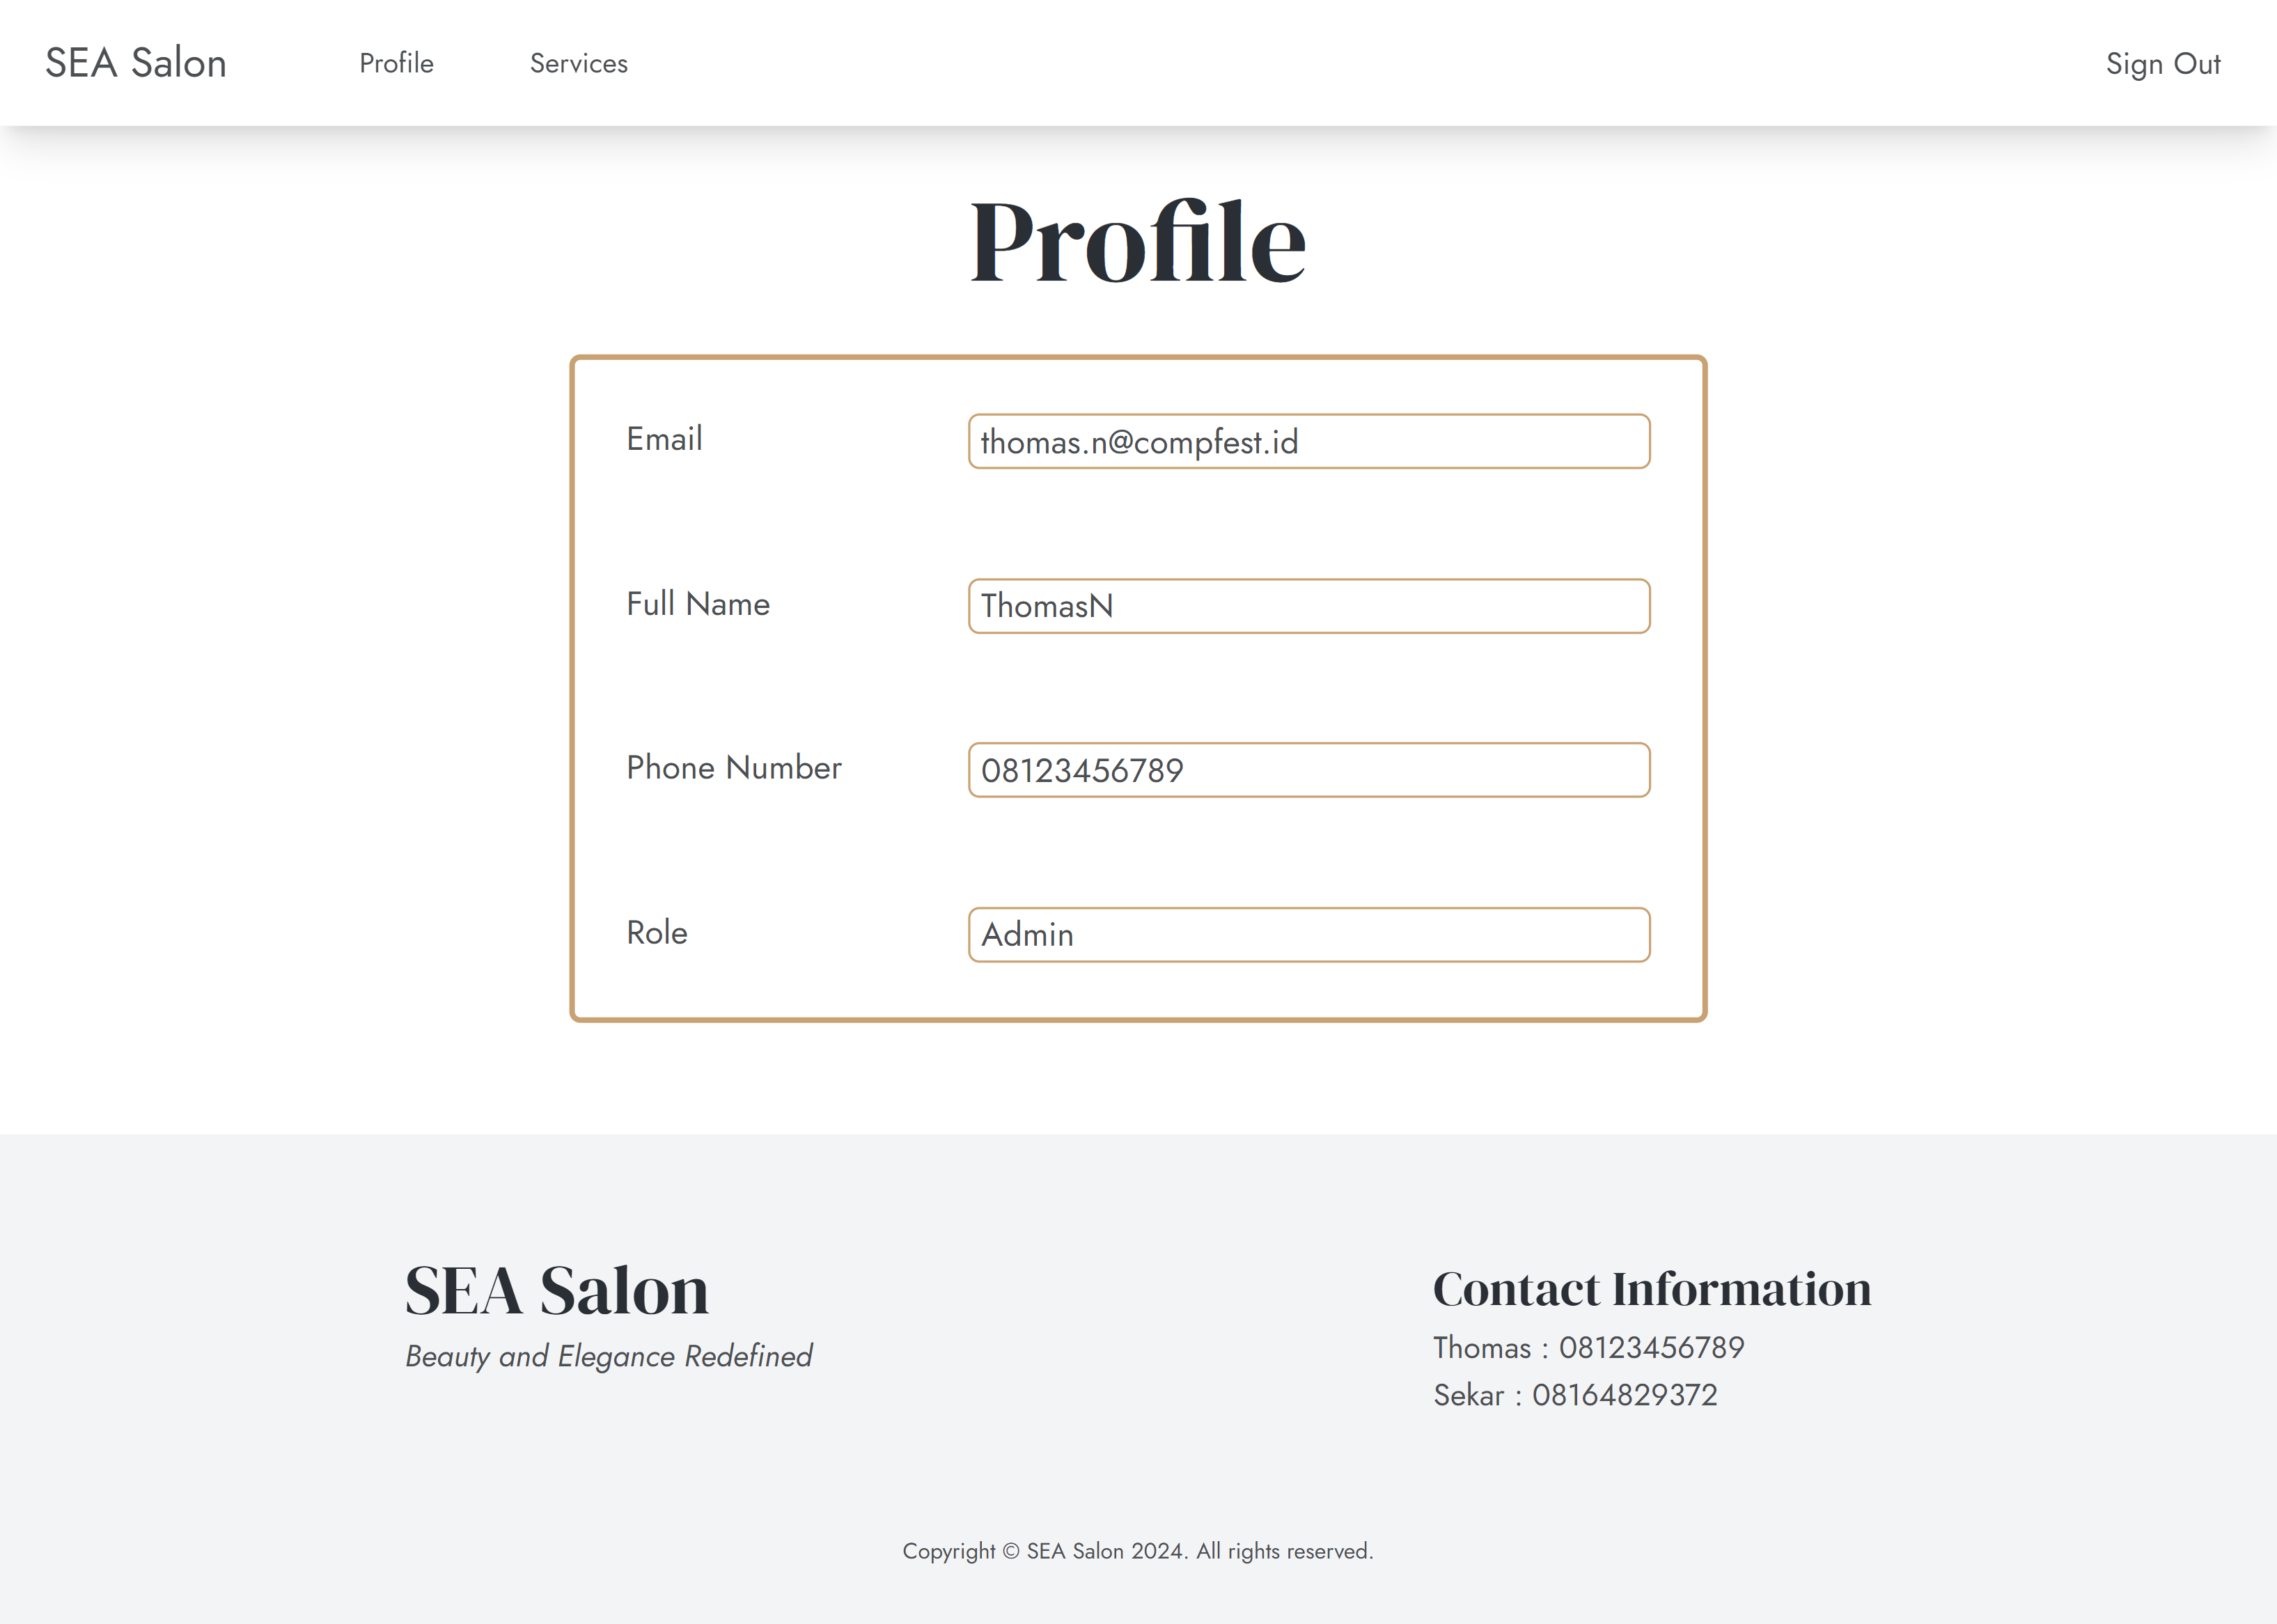 SEA Salon Profile Services Sign Out
Profile
Email thomas.n@compfest.id
Full Name ThomasN
Phone Number 08123456789
Role Admin
SEA Salon
Beauty and Elegance Redefined
Contact Information
Thomas : 08123456789
Sekar : 08164829372
Copyright © SEA Salon 2024. All rights reserved.